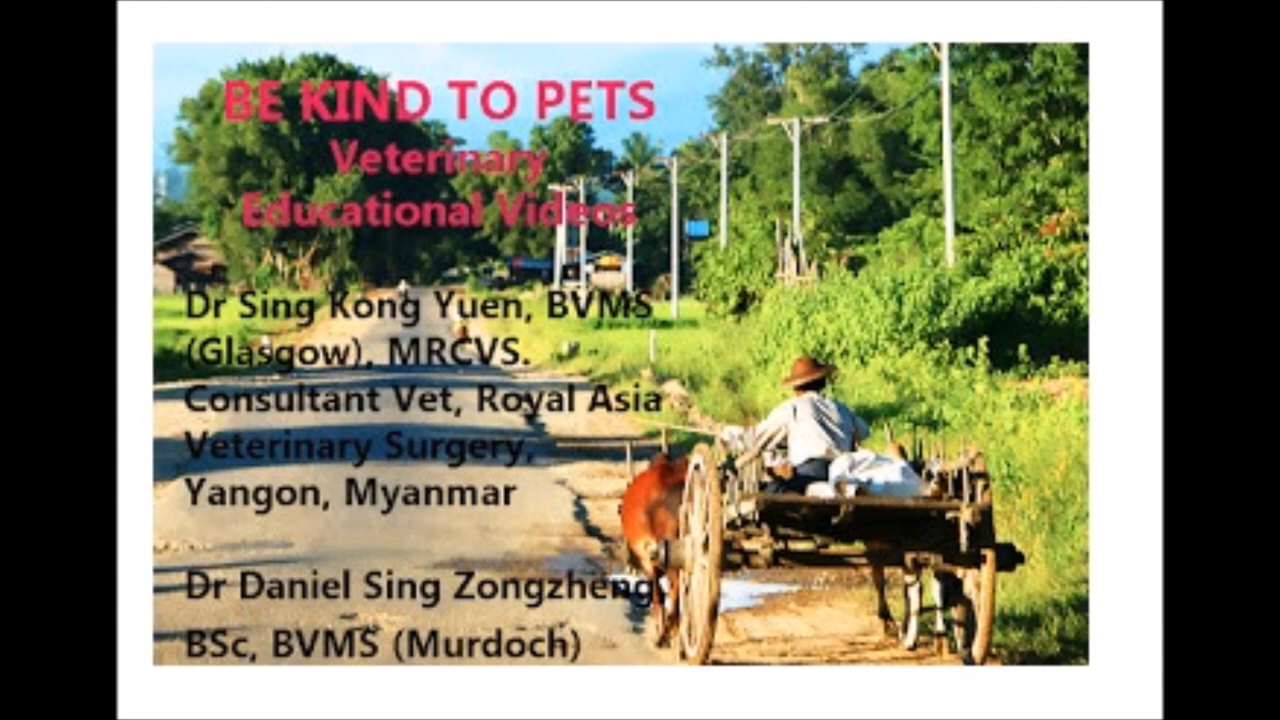 BE KIND TO PETS
Veterinary
Educational Videos
Dr Sing Kong Yuen, BVMS
(Glasgow), MRCVS.
Consultant Vet, Royal Asia
Veterinary Surgery,
Yangon, Myanmar
Dr Daniel Sing Zongzheng,
BSc, BVMS (Murdoch)